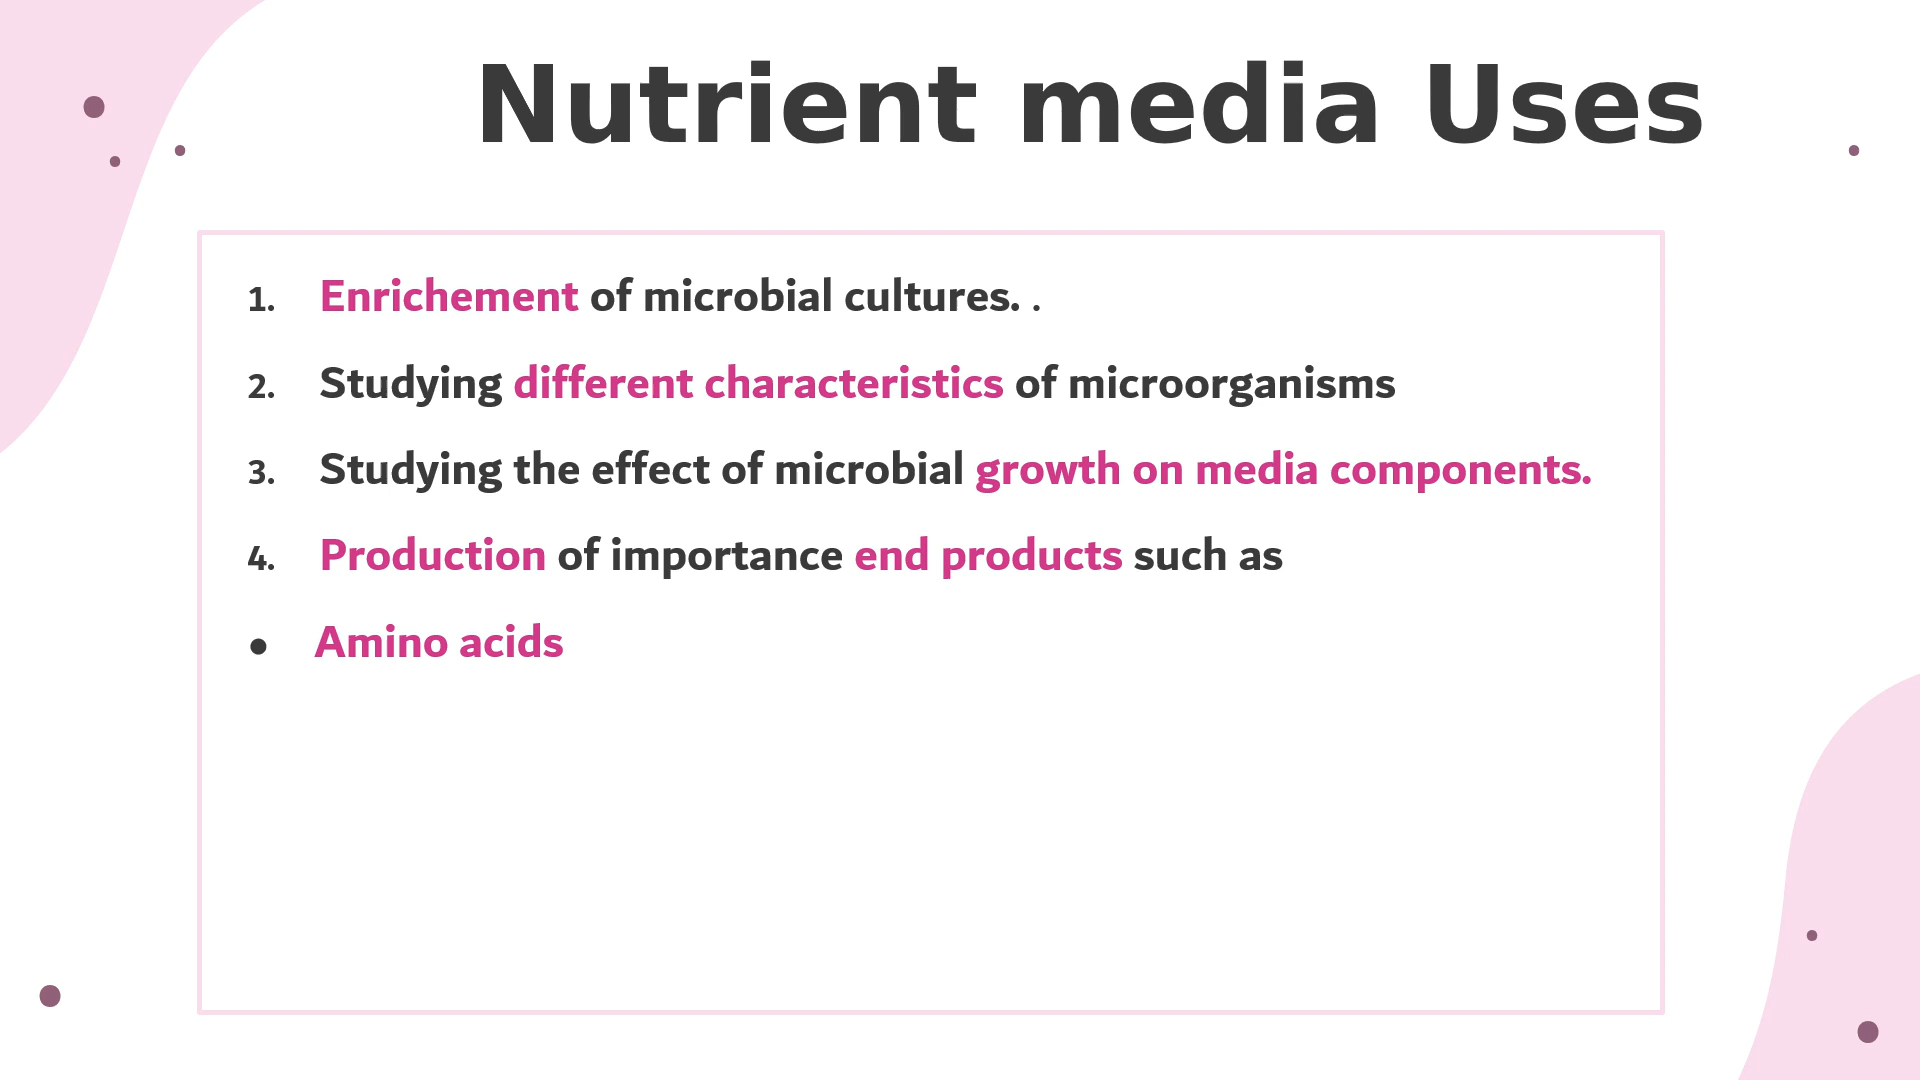 Nutrient media Uses
1. Enrichement of microbial cultures. .
2. Studying different characteristics of microorganisms
3. Studying the effect of microbial growth on media components.
4. Production of importance end products such as
● Amino acids